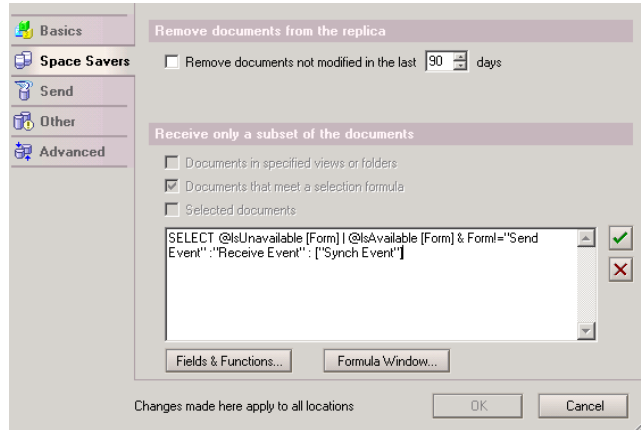 Basics
Space Savers
Send
Other
Advanced
Remove documents from the replica
Remove documents not modified in the last 90 days
Receive only a subset of the documents
Documents in specified views or folders
Documents that meet a selection formula
Selected documents
SELECT @IsUnavailable [Form] | @IsAvailable [Form] & Form!="Send
Event" :"Receive Event" : ["Synch Event"]
Fields & Functions...
Formula Window...
Changes made here apply to all locations
OK
Cancel